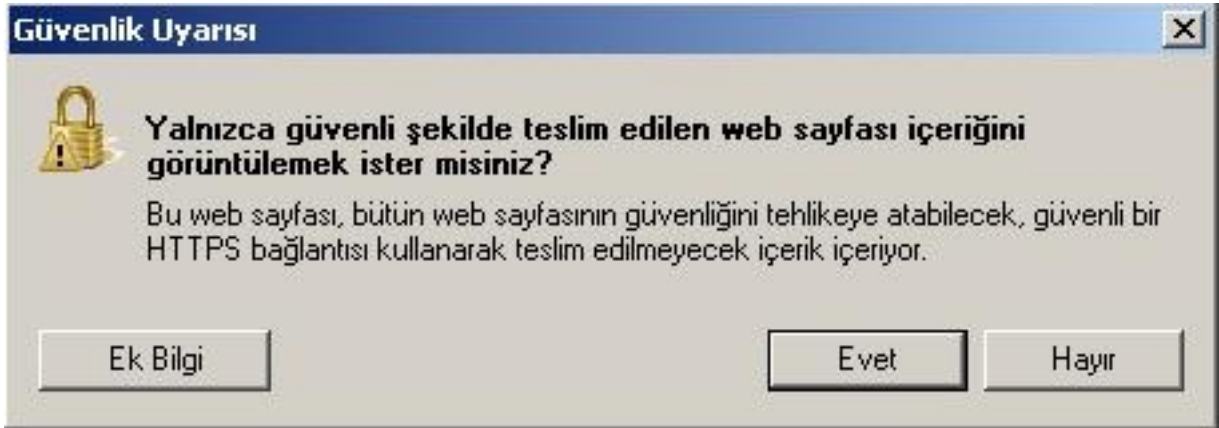 Güvenlik Uyarısı
Yalnızca güvenli şekilde teslim edilen web sayfası içeriğini
görüntülemek ister misiniz?
Bu web sayfası, bütün web sayfasının güvenliğini tehlikeye atabilecek, güvenli bir
HTTPS bağlantısı kullanarak teslim edilmeyecek içerik içeriyor.
Ek Bilgi
Evet
Hayır